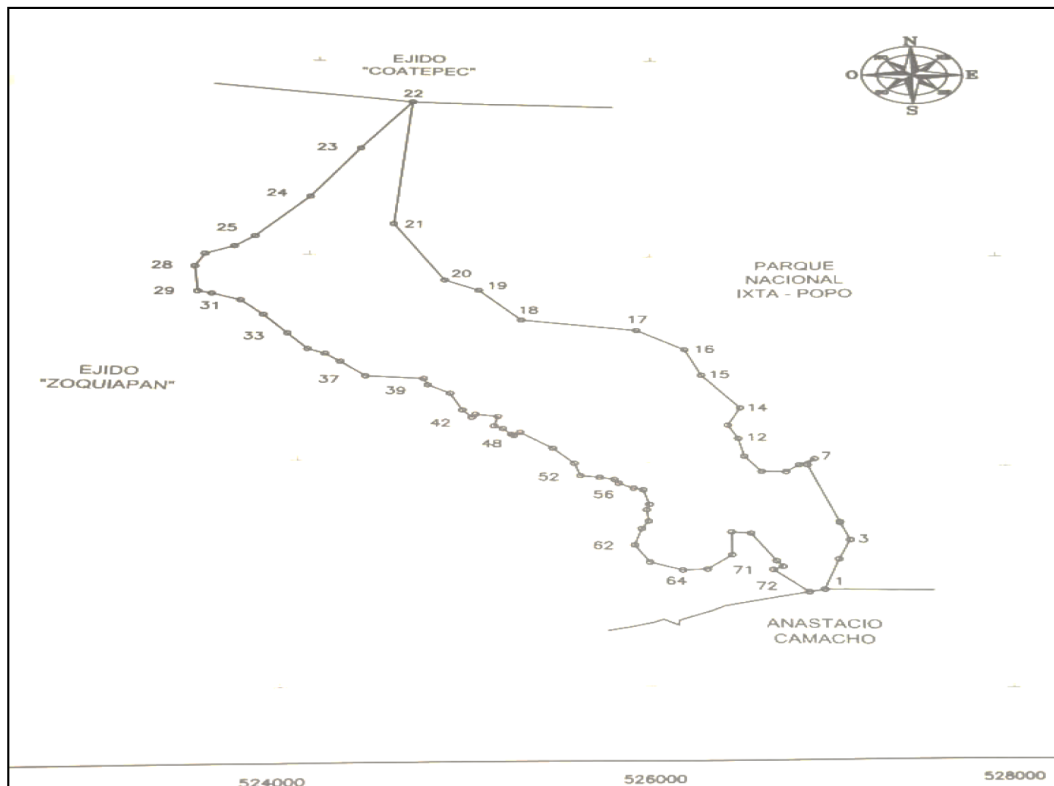 EJIDO
"COATEPEC"
N
O
E
S
22
23
24
21
25
20
PARQUE
NACIONAL
IXTA - POPO
28
19
29
31
18
17
33
16
EJIDO
"ZOQUIAPAN"
37
39
15
14
42
48
12
7
52
56
62
3
64
71
72
1
ANASTACIO
CAMACHO
524000
526000
528000